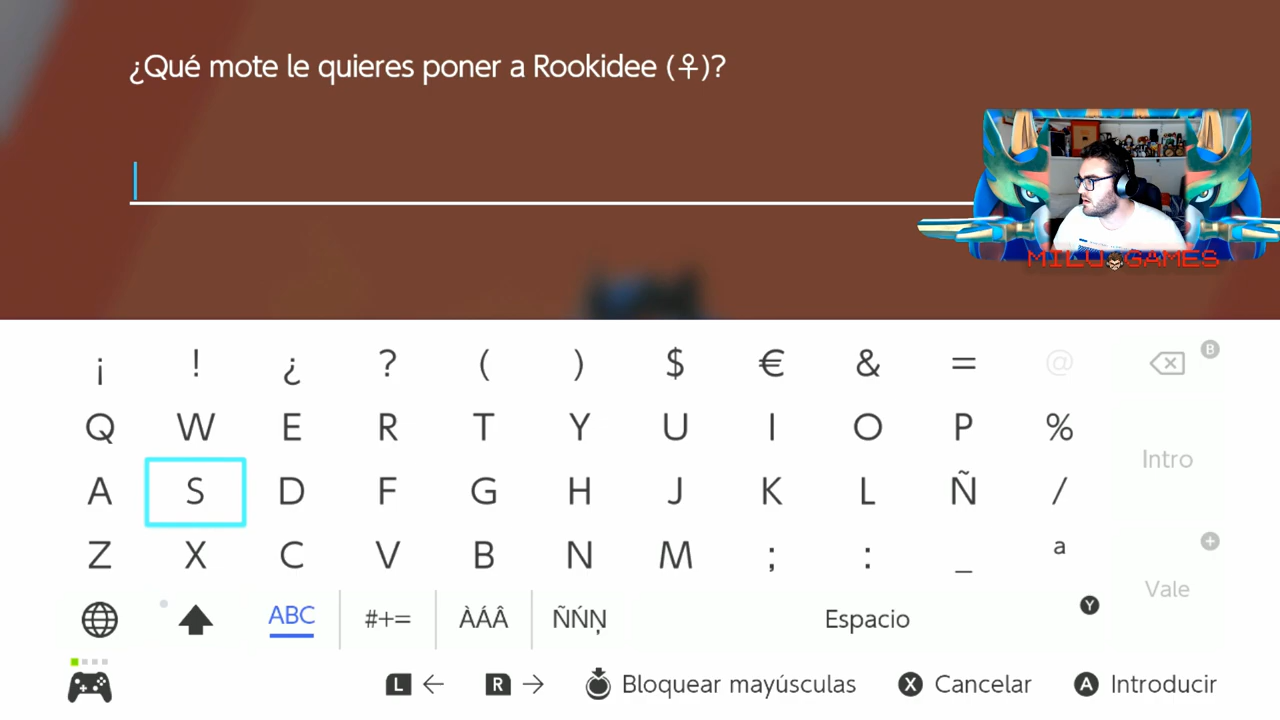 ¿Qué mote le quieres poner a Rookidee (♀)?
MILU GAMES
¡ ! ¿ ? ( ) $ € & = @ B
Q W E R T Y U I O P %
Intro
A S D F G H J K L Ñ /
Z X C V B N M ; : _ ª
+
Vale
ABC #+= ÀÁÂ ÑŃŅ Espacio Y
L ← R → Bloquear mayúsculas X Cancelar A Introducir